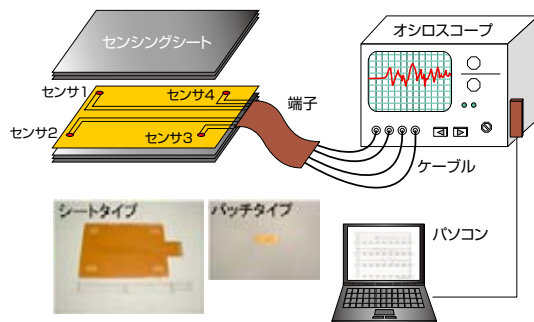 センシングシート
オシロスコープ
センサ1
センサ4
端子
センサ2
センサ3
ケーブル
シートタイプ
パッチタイプ
パソコン